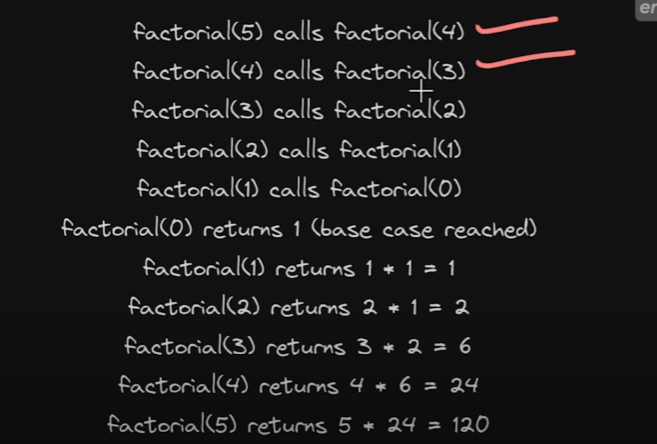 er
factorial(5) calls factorial(4)
factorial(4) calls factorial(3)
factorial(3) calls factorial(2)
factorial(2) calls factorial(1)
factorial(1) calls factorial(0)
factorial(0) returns 1 (base case reached)
factorial(1) returns 1 * 1 = 1
factorial(2) returns 2 * 1 = 2
factorial(3) returns 3 * 2 = 6
factorial(4) returns 4 * 6 = 24
factorial(5) returns 5 * 24 = 120